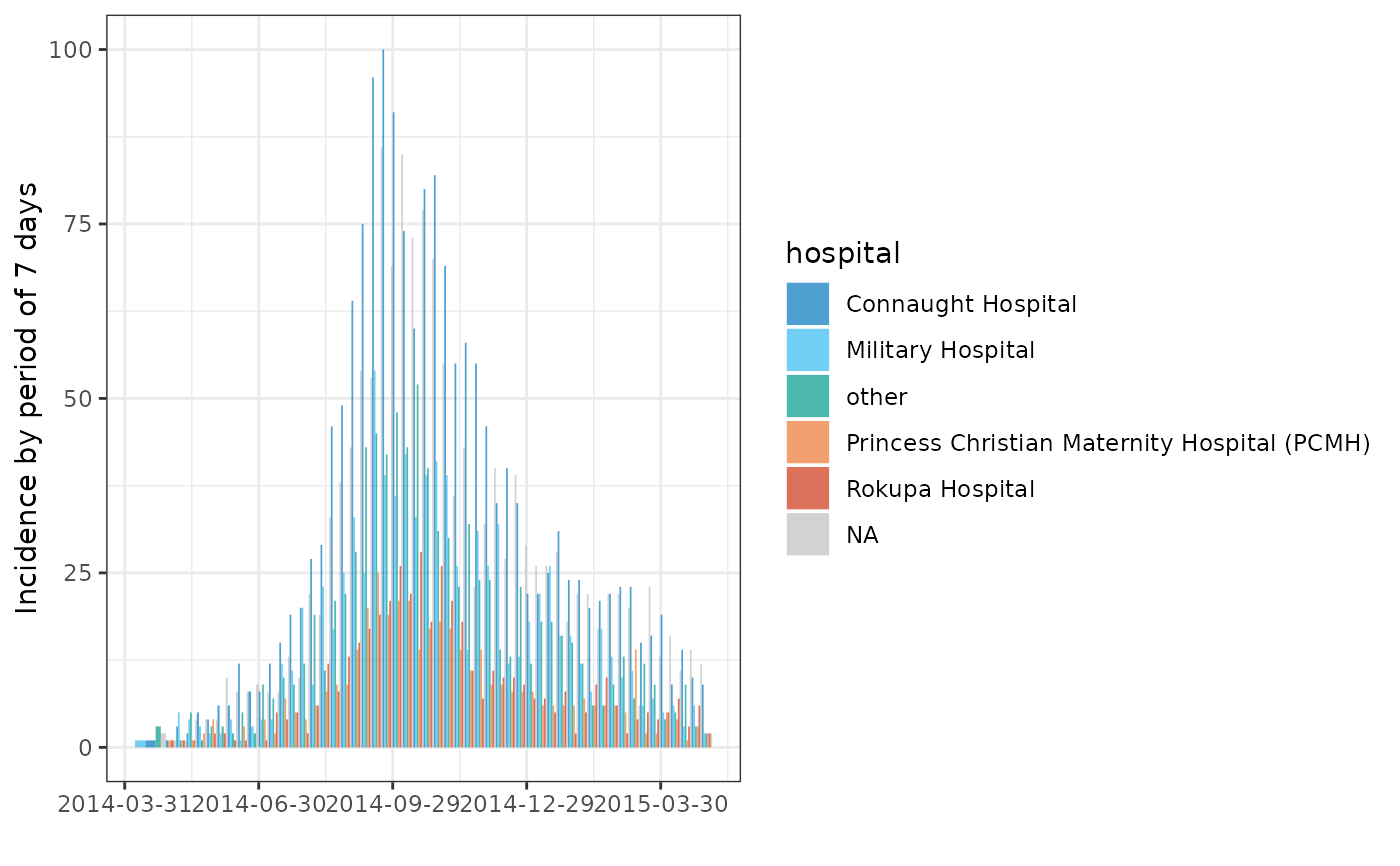 Incidence by period of 7 days
100
75
50
25
0
2014-03-31
2014-06-30
2014-09-29
2014-12-29
2015-03-30
hospital
Connaught Hospital
Military Hospital
other
Princess Christian Maternity Hospital (PCMH)
Rokupa Hospital
NA